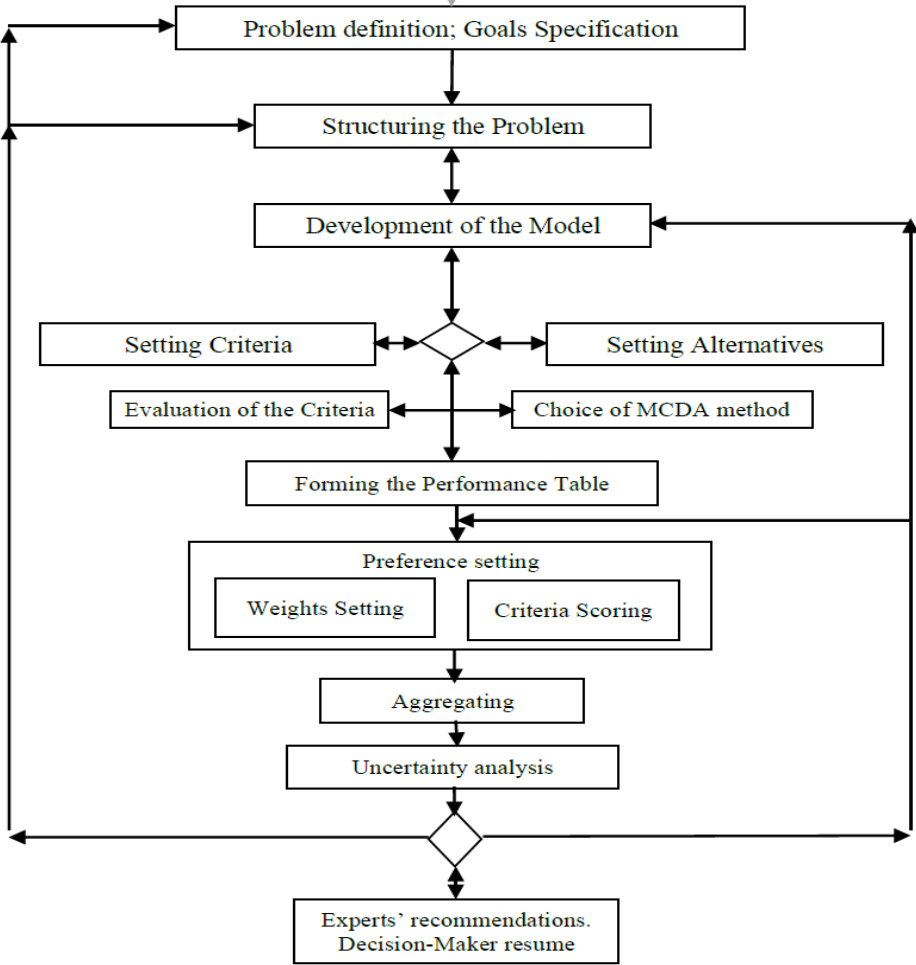 Problem definition; Goals Specification
Structuring the Problem
Development of the Model
Setting Criteria
Setting Alternatives
Evaluation of the Criteria
Choice of MCDA method
Forming the Performance Table
Preference setting
Weights Setting
Criteria Scoring
Aggregating
Uncertainty analysis
Experts’ recommendations.
Decision-Maker resume